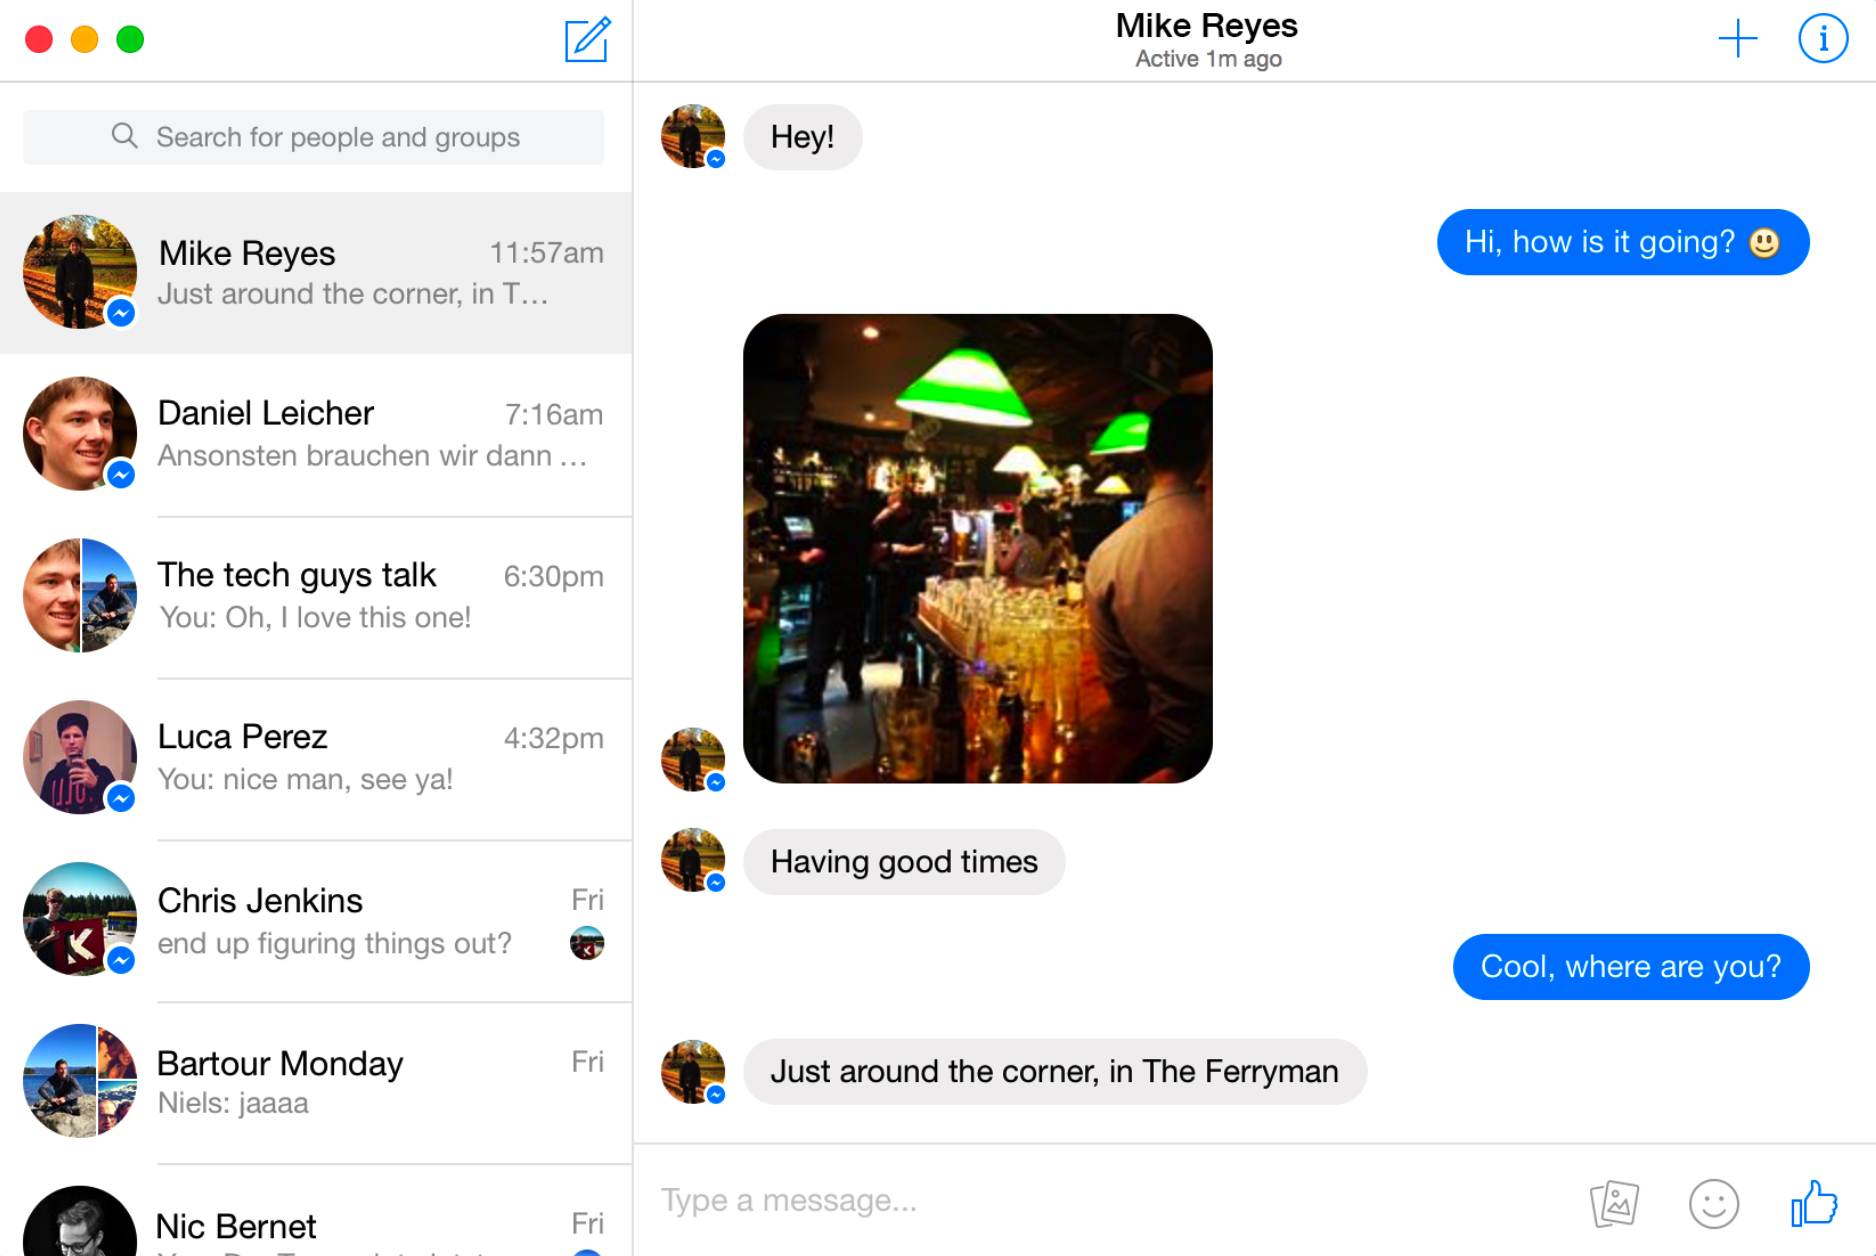 Search for people and groups
Mike Reyes
11:57am
Just around the corner, in T...
Daniel Leicher
7:16am
Ansonsten brauchen wir dann ...
The tech guys talk
6:30pm
You: Oh, I love this one!
Luca Perez
4:32pm
You: nice man, see ya!
Chris Jenkins
Fri
end up figuring things out?
Bartour Monday
Fri
Niels: jaaaa
Nic Bernet
Fri
Mike Reyes
Active 1m ago
Hey!
Hi, how is it going? 😃
Having good times
Cool, where are you?
Just around the corner, in The Ferryman
Type a message...